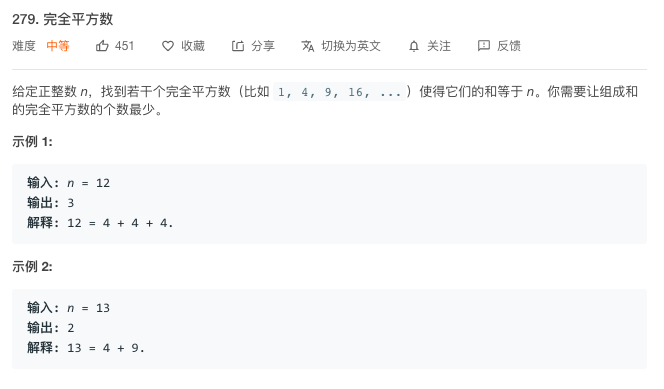 279. 完全平方数
难度 中等 451 收藏 分享 切换为英文 关注 反馈
给定正整数 n，找到若干个完全平方数（比如 1, 4, 9, 16, ...）使得它们的和等于 n。你需要让组成和
的完全平方数的个数最少。
示例 1:
输入: n = 12
输出: 3
解释: 12 = 4 + 4 + 4.
示例 2:
输入: n = 13
输出: 2
解释: 13 = 4 + 9.